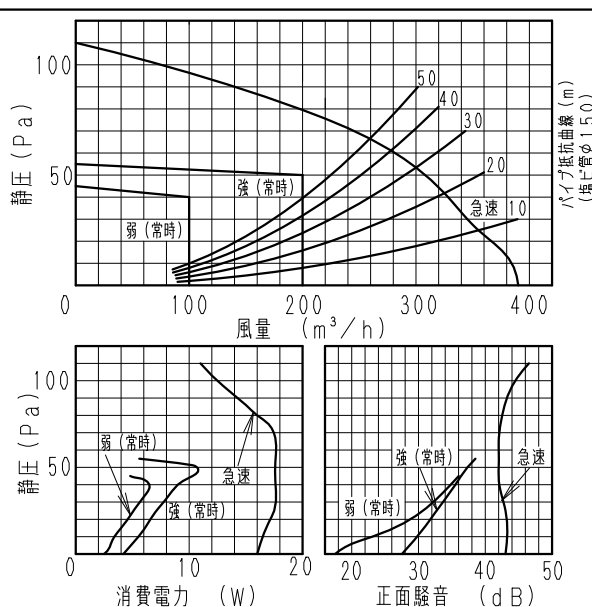 静圧 (Pa)
100
50
0
100
200
300
400
風量 (m³/h)
50
40
30
20
10
強(常時)
弱(常時)
急速
パイプ抵抗曲線(m)
(塩ビ管φ150)
静圧 (Pa)
100
50
0
0
10
20
消費電力 (W)
弱(常時)
強(常時)
急速
20
30
40
50
正面騒音 (dB)
強(常時)
弱(常時)
急速